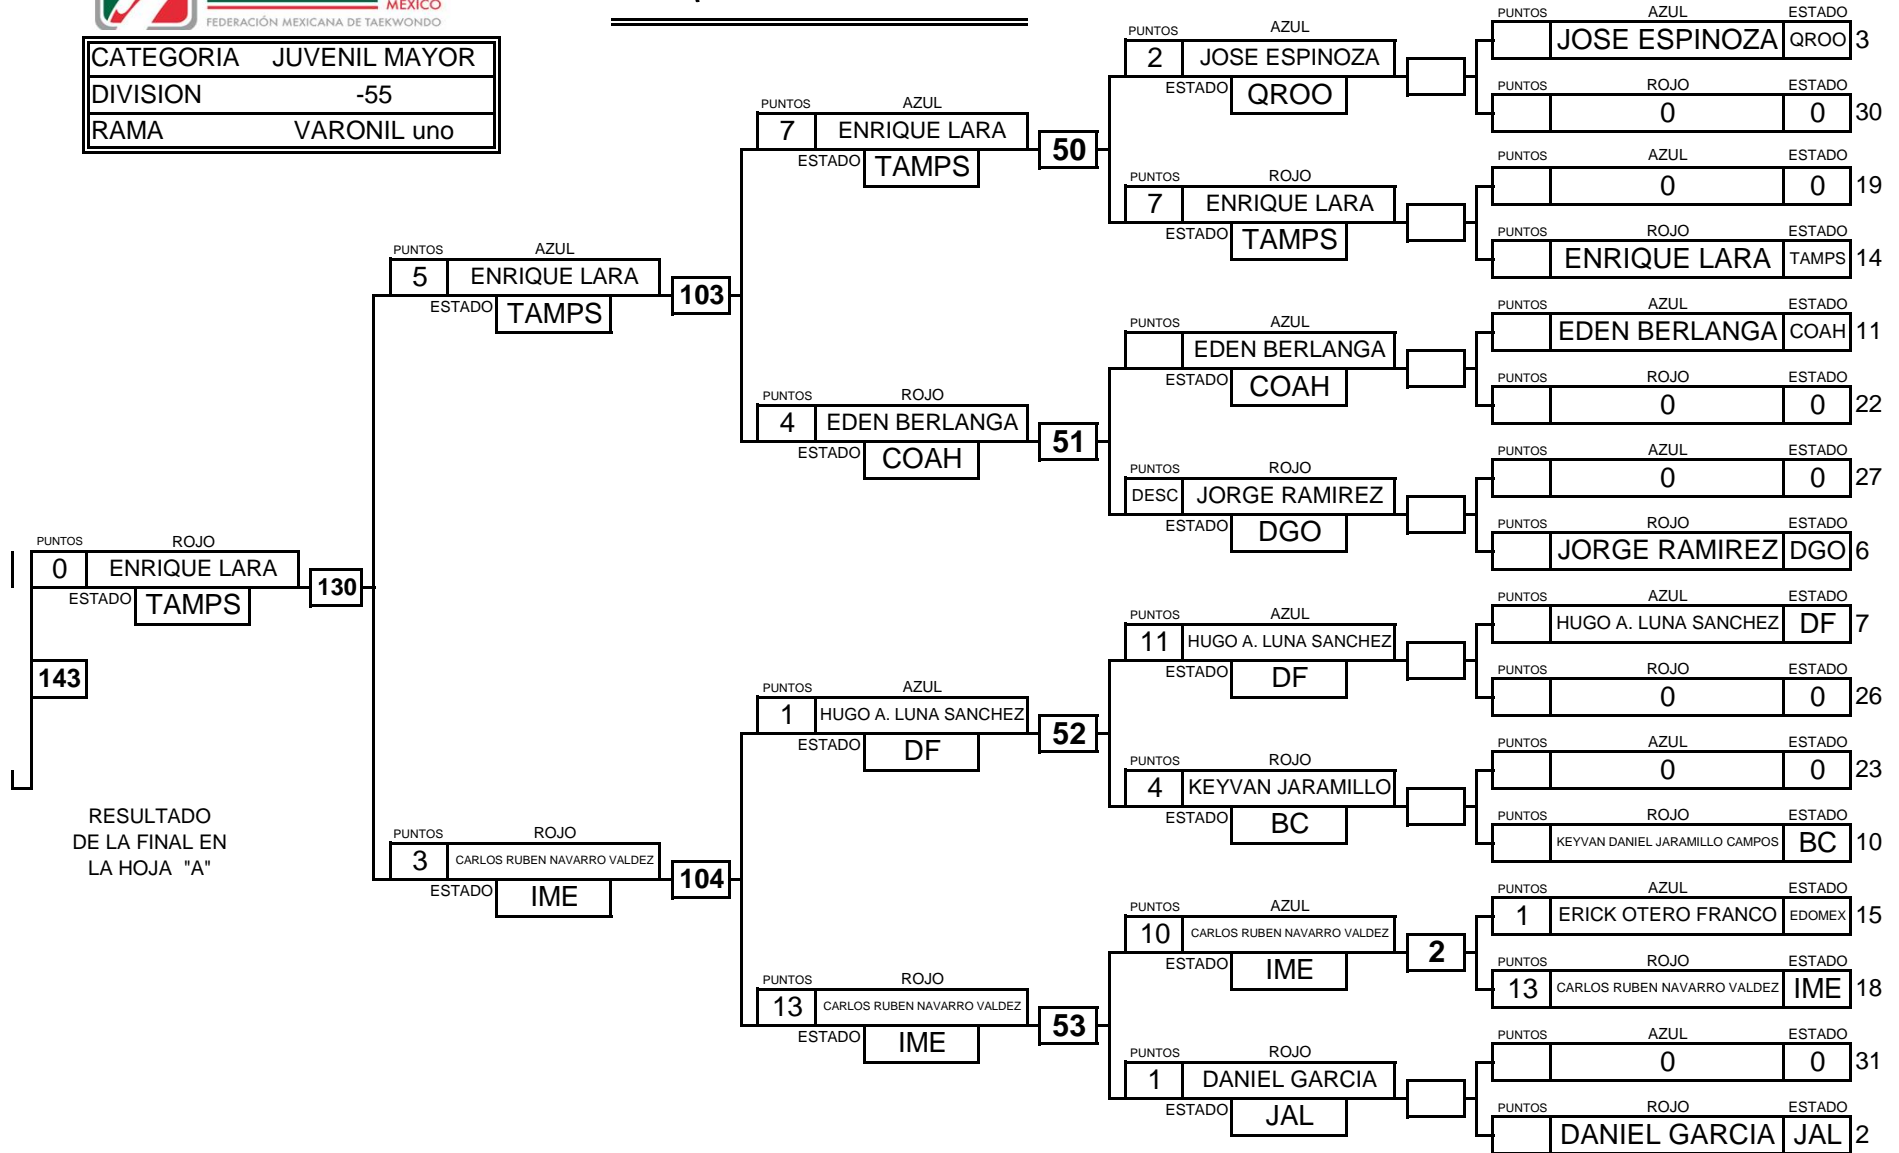 MEXICO
FEDERACIÓN MEXICANA DE TAEKWONDO
CATEGORIA JUVENIL MAYOR
DIVISION -55
RAMA VARONIL uno
PUNTOS ROJO
0 ENRIQUE LARA
ESTADO TAMPS
130
143
RESULTADO
DE LA FINAL EN
LA HOJA "A"
PUNTOS AZUL
5 ENRIQUE LARA
ESTADO TAMPS
103
PUNTOS ROJO
3 CARLOS RUBEN NAVARRO VALDEZ
ESTADO IME
104
PUNTOS AZUL
7 ENRIQUE LARA
ESTADO TAMPS
50
PUNTOS ROJO
4 EDEN BERLANGA
ESTADO COAH
51
PUNTOS AZUL
1 HUGO A. LUNA SANCHEZ
ESTADO DF
52
PUNTOS ROJO
13 CARLOS RUBEN NAVARRO VALDEZ
ESTADO IME
53
PUNTOS AZUL
2 JOSE ESPINOZA
ESTADO QROO
PUNTOS ROJO
7 ENRIQUE LARA
ESTADO TAMPS
PUNTOS AZUL
EDEN BERLANGA
ESTADO COAH
PUNTOS ROJO
DESC JORGE RAMIREZ
ESTADO DGO
PUNTOS AZUL
11 HUGO A. LUNA SANCHEZ
ESTADO DF
PUNTOS ROJO
4 KEYVAN JARAMILLO
ESTADO BC
PUNTOS AZUL
10 CARLOS RUBEN NAVARRO VALDEZ
ESTADO IME
2
PUNTOS ROJO
1 DANIEL GARCIA
ESTADO JAL
PUNTOS AZUL ESTADO
JOSE ESPINOZA QROO 3
PUNTOS ROJO ESTADO
0 0 30
PUNTOS AZUL ESTADO
0 0 19
PUNTOS ROJO ESTADO
ENRIQUE LARA TAMPS 14
PUNTOS AZUL ESTADO
EDEN BERLANGA COAH 11
PUNTOS ROJO ESTADO
0 0 22
PUNTOS AZUL ESTADO
0 0 27
PUNTOS ROJO ESTADO
JORGE RAMIREZ DGO 6
PUNTOS AZUL ESTADO
HUGO A. LUNA SANCHEZ DF 7
PUNTOS ROJO ESTADO
0 0 26
PUNTOS AZUL ESTADO
0 0 23
PUNTOS ROJO ESTADO
KEYVAN DANIEL JARAMILLO CAMPOS BC 10
PUNTOS AZUL ESTADO
1 ERICK OTERO FRANCO EDOMEX 15
PUNTOS ROJO ESTADO
13 CARLOS RUBEN NAVARRO VALDEZ IME 18
PUNTOS AZUL ESTADO
0 0 31
PUNTOS ROJO ESTADO
DANIEL GARCIA JAL 2